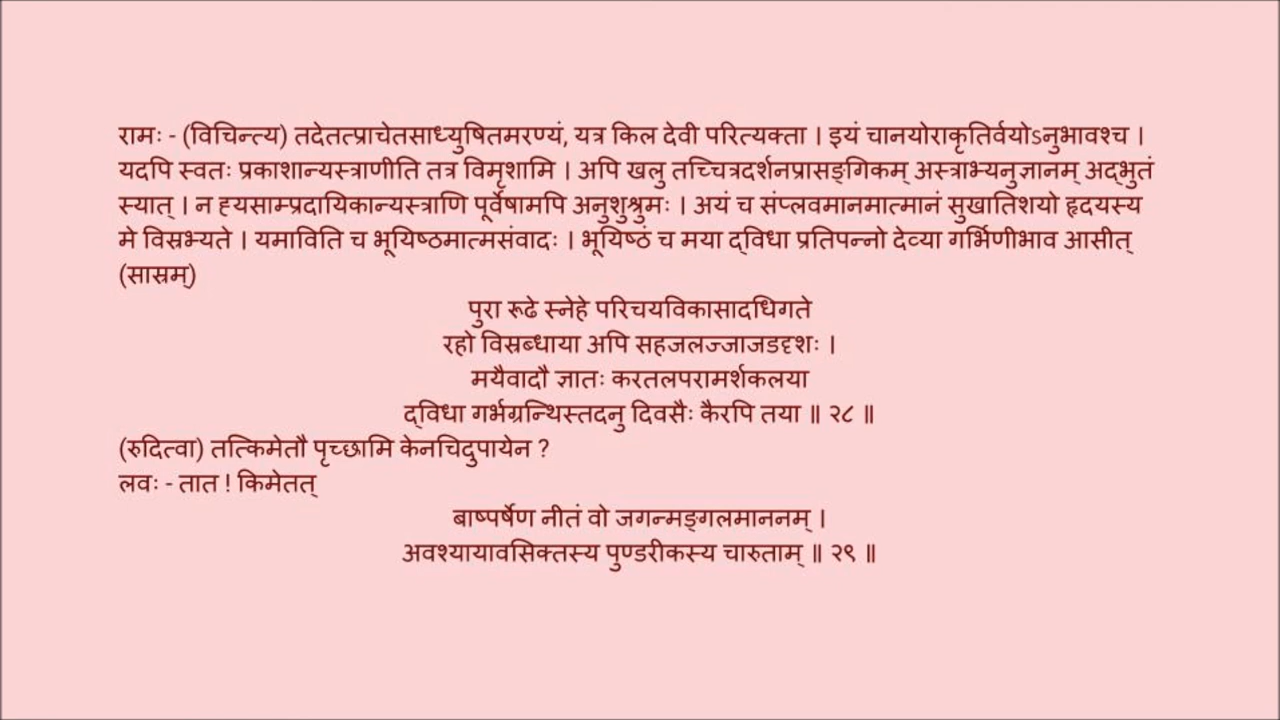 रामः - (विचिन्त्य) तदेतत्प्राचेतसाध्युषितमरण्यं, यत्र किल देवी परित्यक्ता । इयं चानयोराकृतिर्वयोऽनुभावश्च ।
यदपि स्वतः प्रकाशान्यस्त्राणीति तत्र विमृशामि । अपि खलु तच्चित्रदर्शनप्रासङ्गिकम् अस्त्राभ्यनुज्ञानम् अद्भुतं
स्यात् । न ह्यसाम्प्रदायिकान्यस्त्राणि पूर्वेषामपि अनुशुश्रुमः । अयं च संप्लवमानमात्मानं सुखातिशयो हृदयस्य
मे विस्रभ्यते । यमाविति च भूयिष्ठमात्मसंवादः । भूयिष्ठं च मया द्विधा प्रतिपन्नो देव्या गर्भिणीभाव आसीत्
(सास्रम्)
पुरा रूढे स्नेहे परिचयविकासादधिगते
रहो विस्रब्धाया अपि सहजलज्जाजडदृशः ।
मयैवादौ ज्ञातः करतलपरामर्शकलया
द्विधा गर्भग्रन्थिस्तदनु दिवसैः कैरपि तया ॥ २८ ॥
(रुदित्वा) तत्किमेतौ पृच्छामि केनचिदुपायेन ?
लवः - तात ! किमेतत्
बाष्पर्षेण नीतं वो जगन्मङ्गलमाननम् ।
अवश्यायावसिक्तस्य पुण्डरीकस्य चारुताम् ॥ २९ ॥